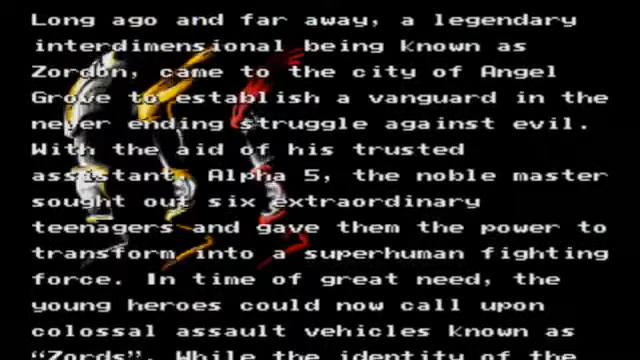 Long ago and far away, a legendary
interdimensional being known as
Zordon, came to the city of Angel
Grove to establish a vanguard in the
never ending struggle against evil.
With the aid of his trusted
assistant. Alpha 5, the noble master
sought out six extraordinary
teenagers and gave them the power to
transform into a superhuman fighting
force. In time of great need, the
young heroes could now call upon
colossal assault vehicles known as
“Zords”. While the identity of the